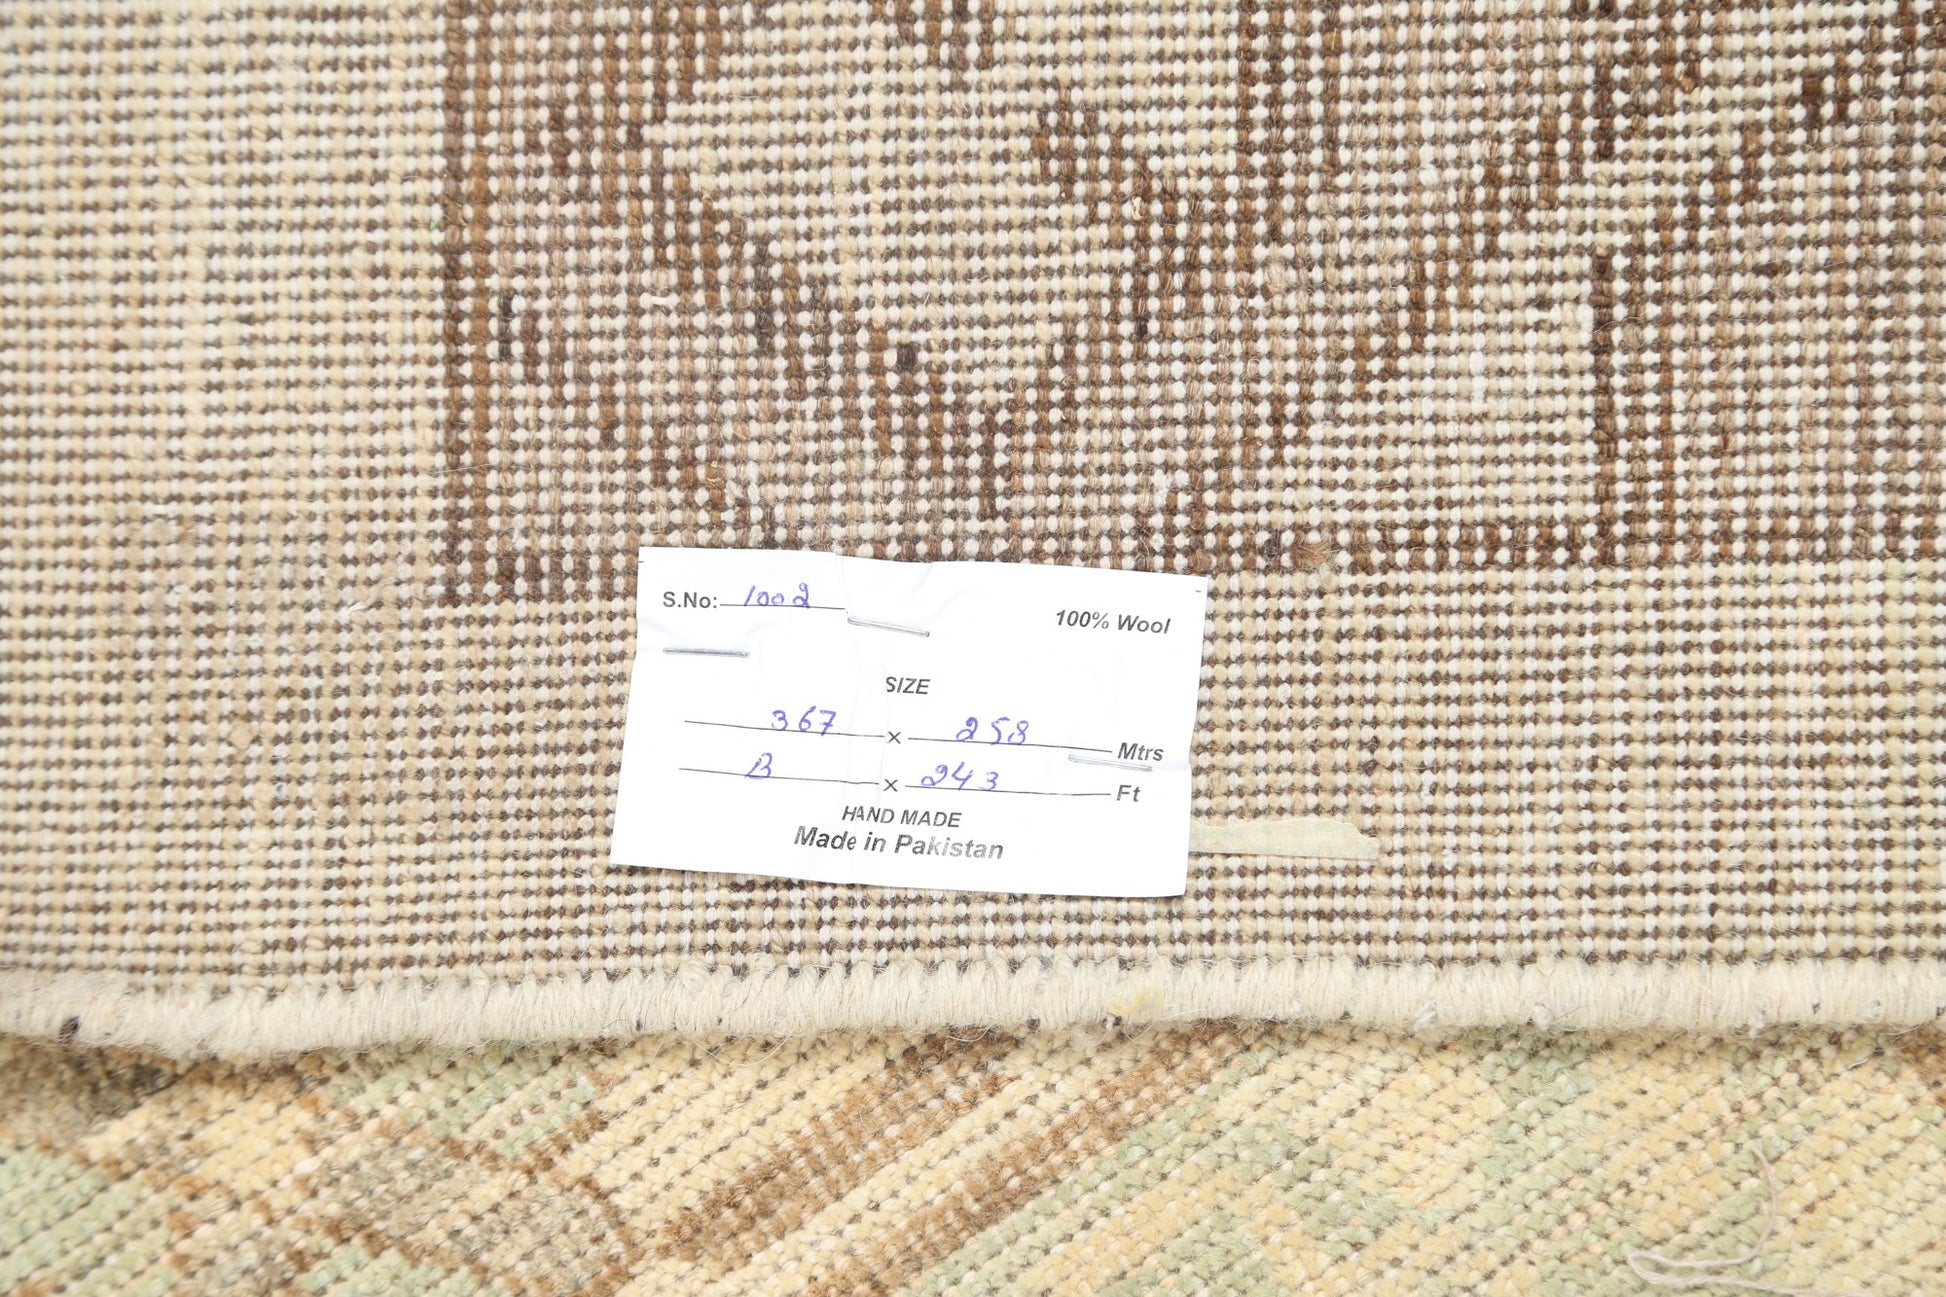 S.No: 1002
100% Wool
SIZE
367 x 258 Mtrs
B x 243 Ft
HAND MADE
Made in Pakistan